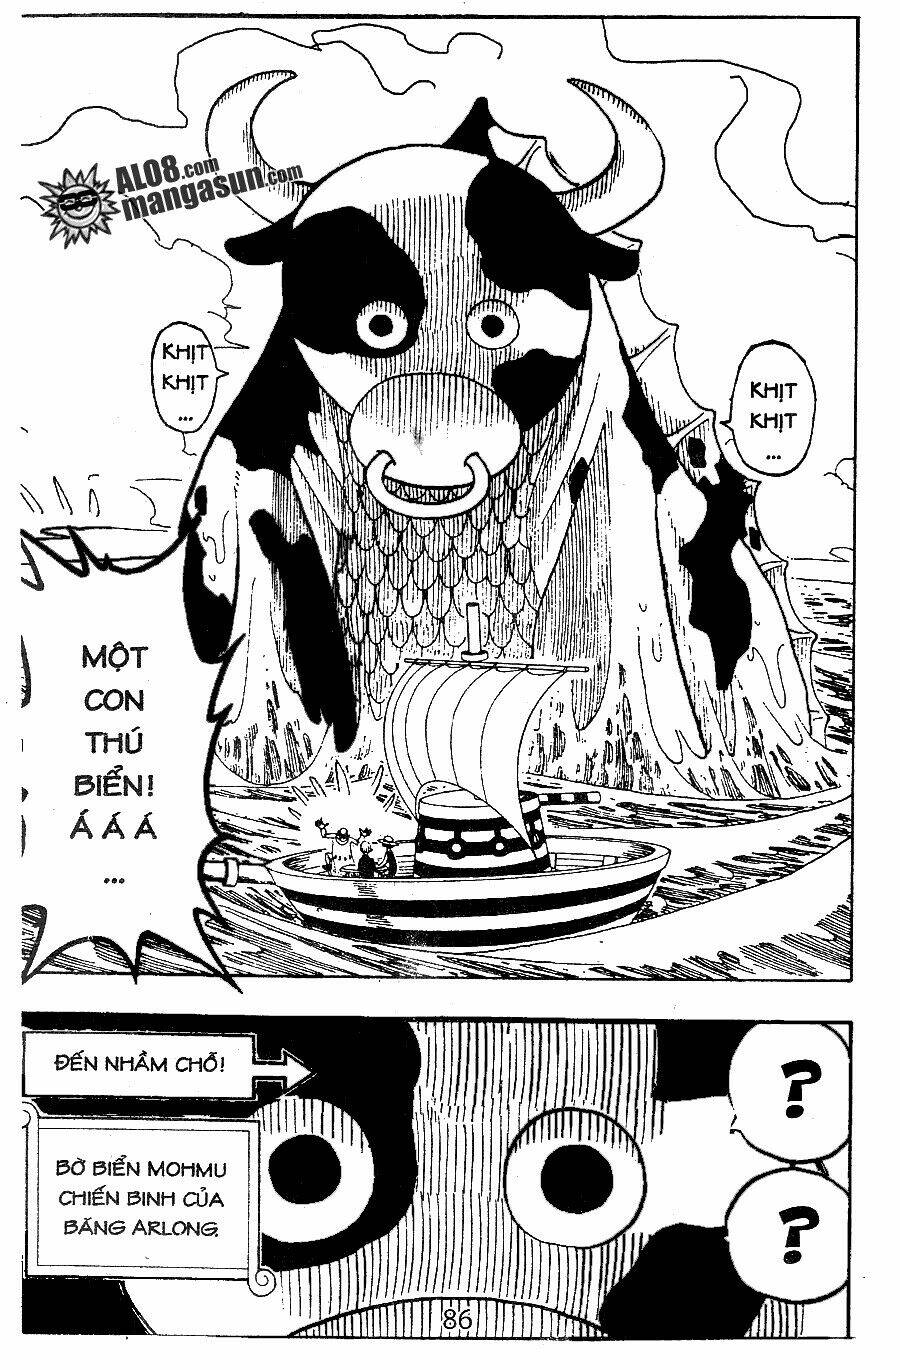 ALO8.com
mangasun.com
KHỊT
KHỊT
...
KHỊT
KHỊT
...
MỘT
CON
THÚ
BIỂN!
Á Á Á
...
ĐẾN NHẦM CHỖ!
BỜ BIỂN MOHMU
CHIẾN BINH CỦA
BĂNG ARLONG.
?
?
86